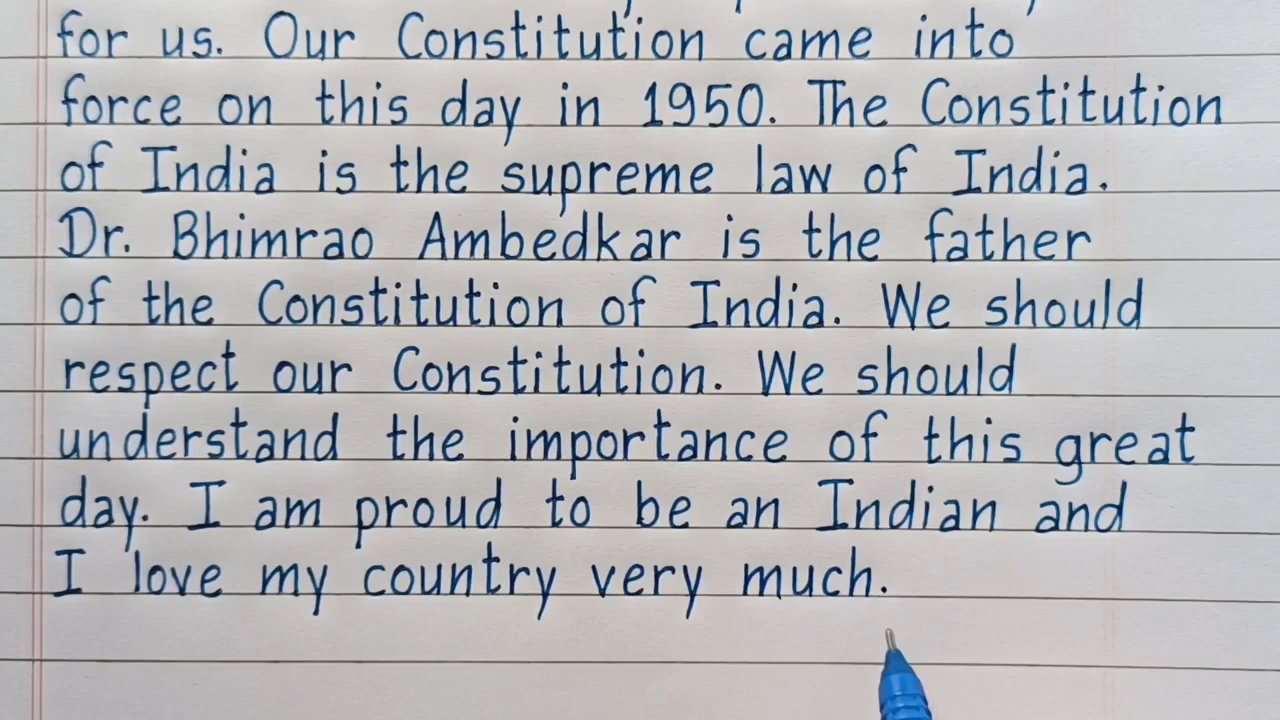 for us. Our Constitution came into
force on this day in 1950. The Constitution
of India is the supreme law of India.
Dr. Bhimrao Ambedkar is the father
of the Constitution of India. We should
respect our Constitution. We should
understand the importance of this great
day. I am proud to be an Indian and
I love my country very much.